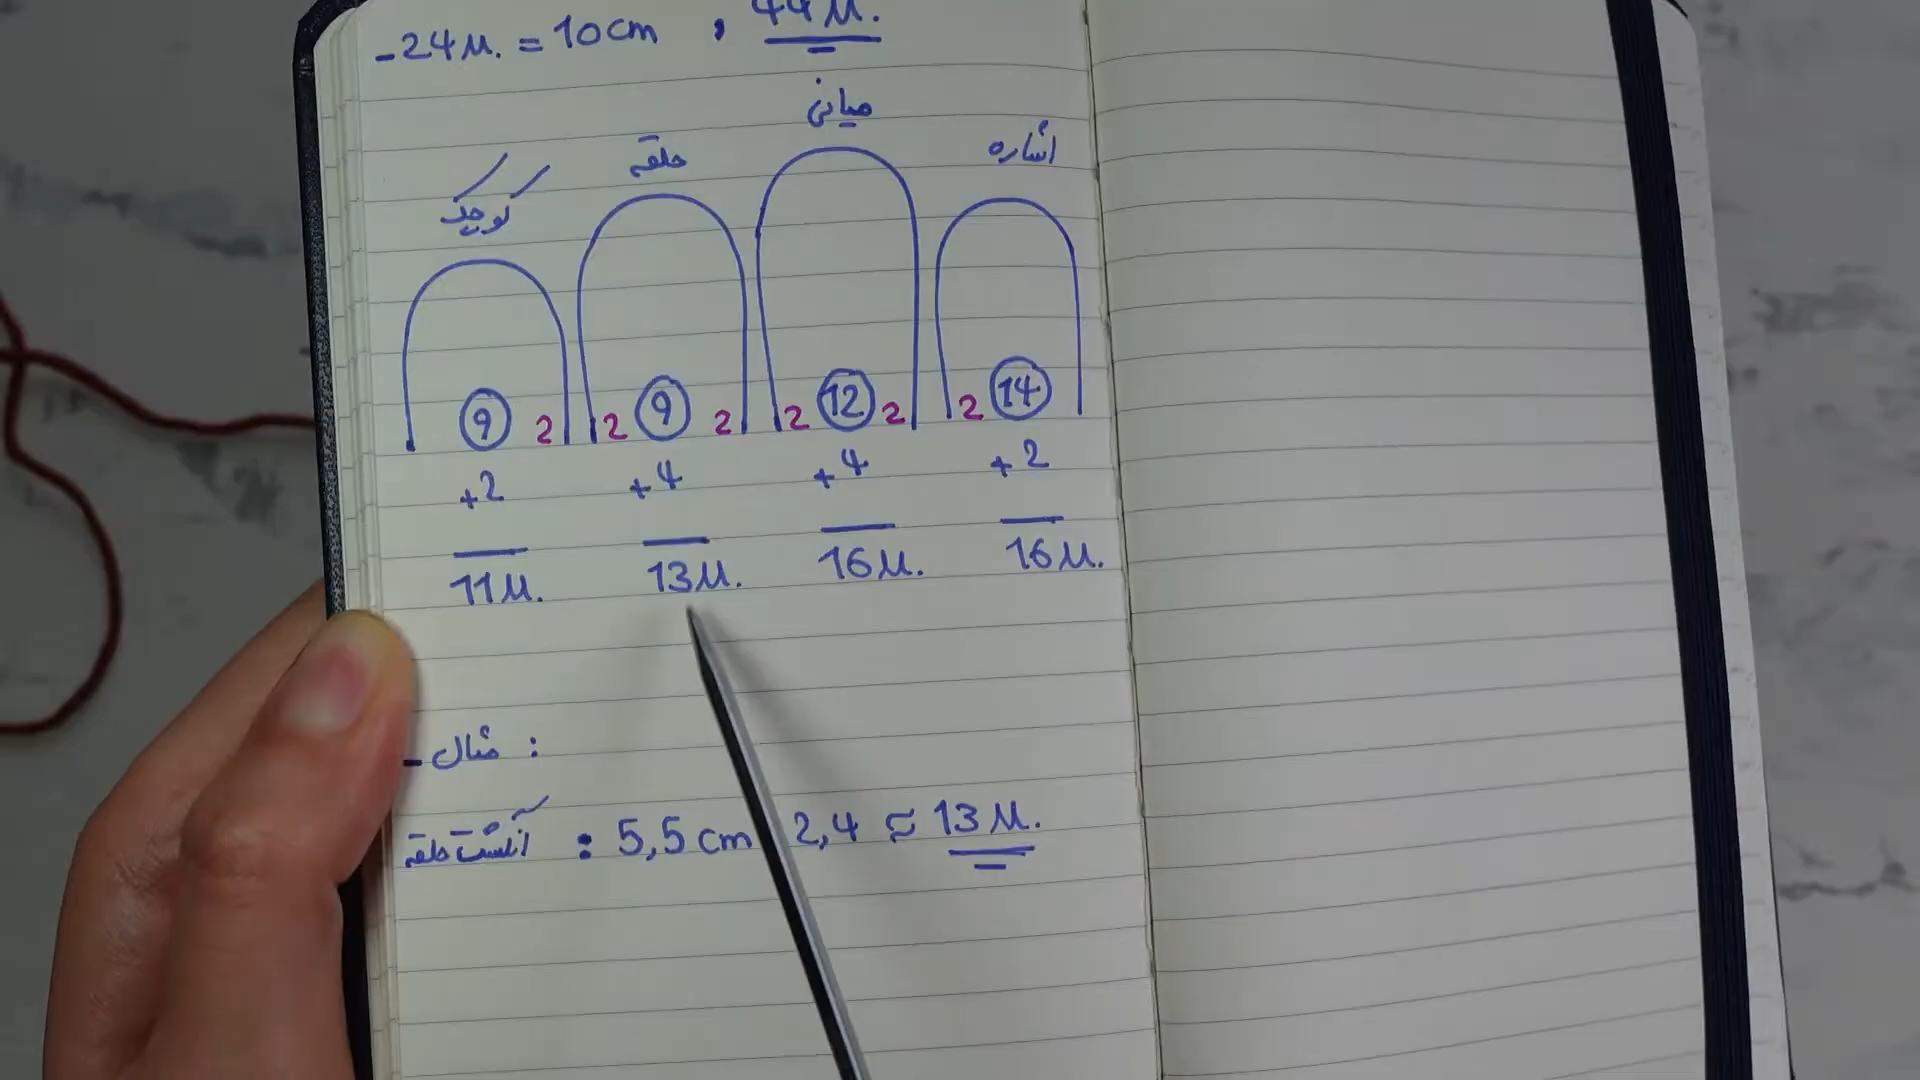 -24M. = 10cm , 44M.
کوچک حلقه میانی اشاره
9 2 2 9 2 2 12 2 2 14
+2 +4 +4 +2
11M. 13M. 16M. 16M.
- مثال :
انگشت حلقه : 5,5 cm 2,4 ≈ 13 M.